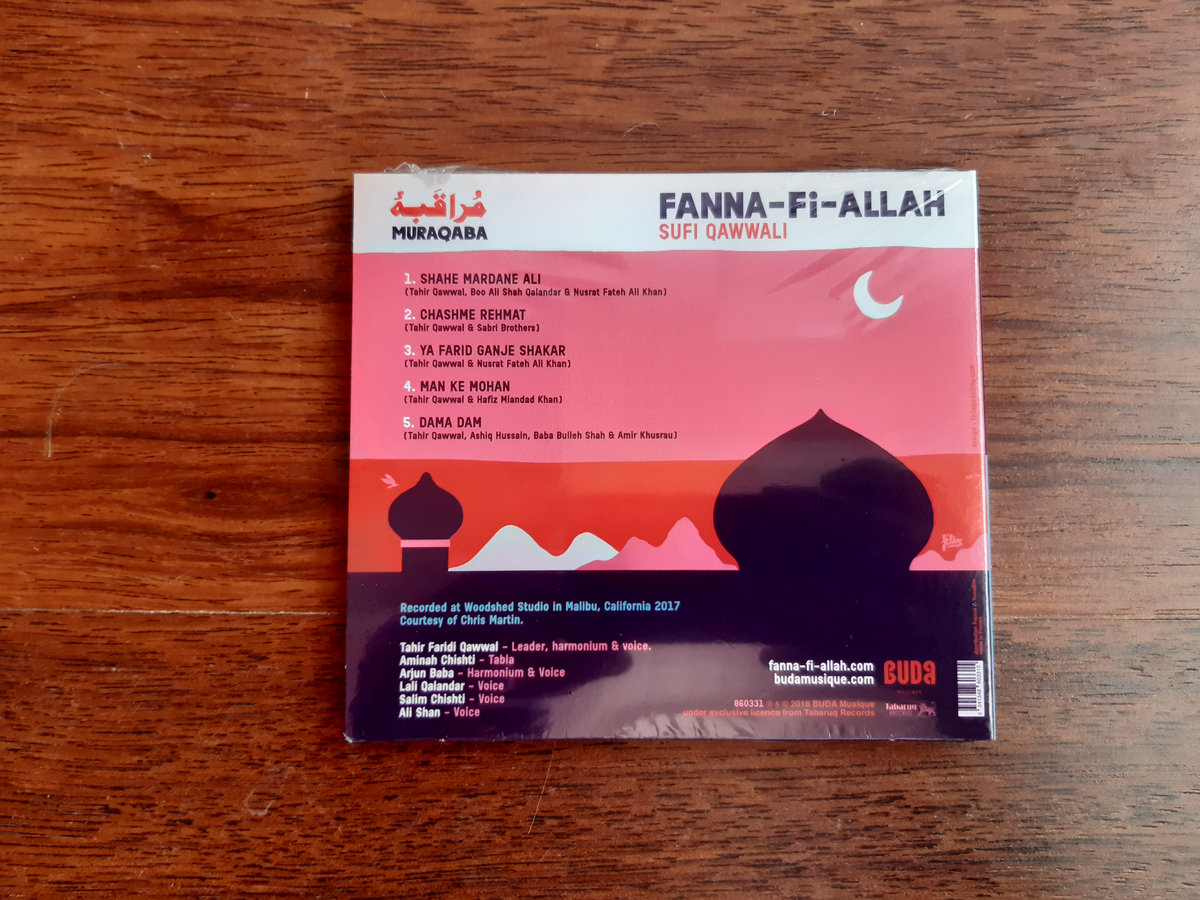 مُراقَبهُ
MURAQABA
FANNA-Fi-ALLAH
SUFI QAWWALI
1. SHAHE MARDANE ALI
(Tahir Qawwal, Boo Ali Shah Qalandar & Nusrat Fateh Ali Khan)
2. CHASHME REHMAT
(Tahir Qawwal & Sabri Brothers)
3. YA FARID GANJE SHAKAR
(Tahir Qawwal & Nusrat Fateh Ali Khan)
4. MAN KE MOHAN
(Tahir Qawwal & Hafiz Miandad Khan)
5. DAMA DAM
(Tahir Qawwal, Ashiq Hussain, Baba Bulleh Shah & Amir Khusrau)
Recorded at Woodshed Studio in Malibu, California 2017
Courtesy of Chris Martin.
Tahir Faridi Qawwal – Leader, harmonium & voice.
Aminah Chishti – Tabla
Arjun Baba – Harmonium & Voice
Lali Qalandar – Voice
Salim Chishti – Voice
Ali Shan – Voice
fanna-fi-allah.com
budamusique.com
BUDA
860331 ℗ & © 2018 BUDA Musique
under exclusive licence from Tabaruq Records
Tabaruq
RECORDS